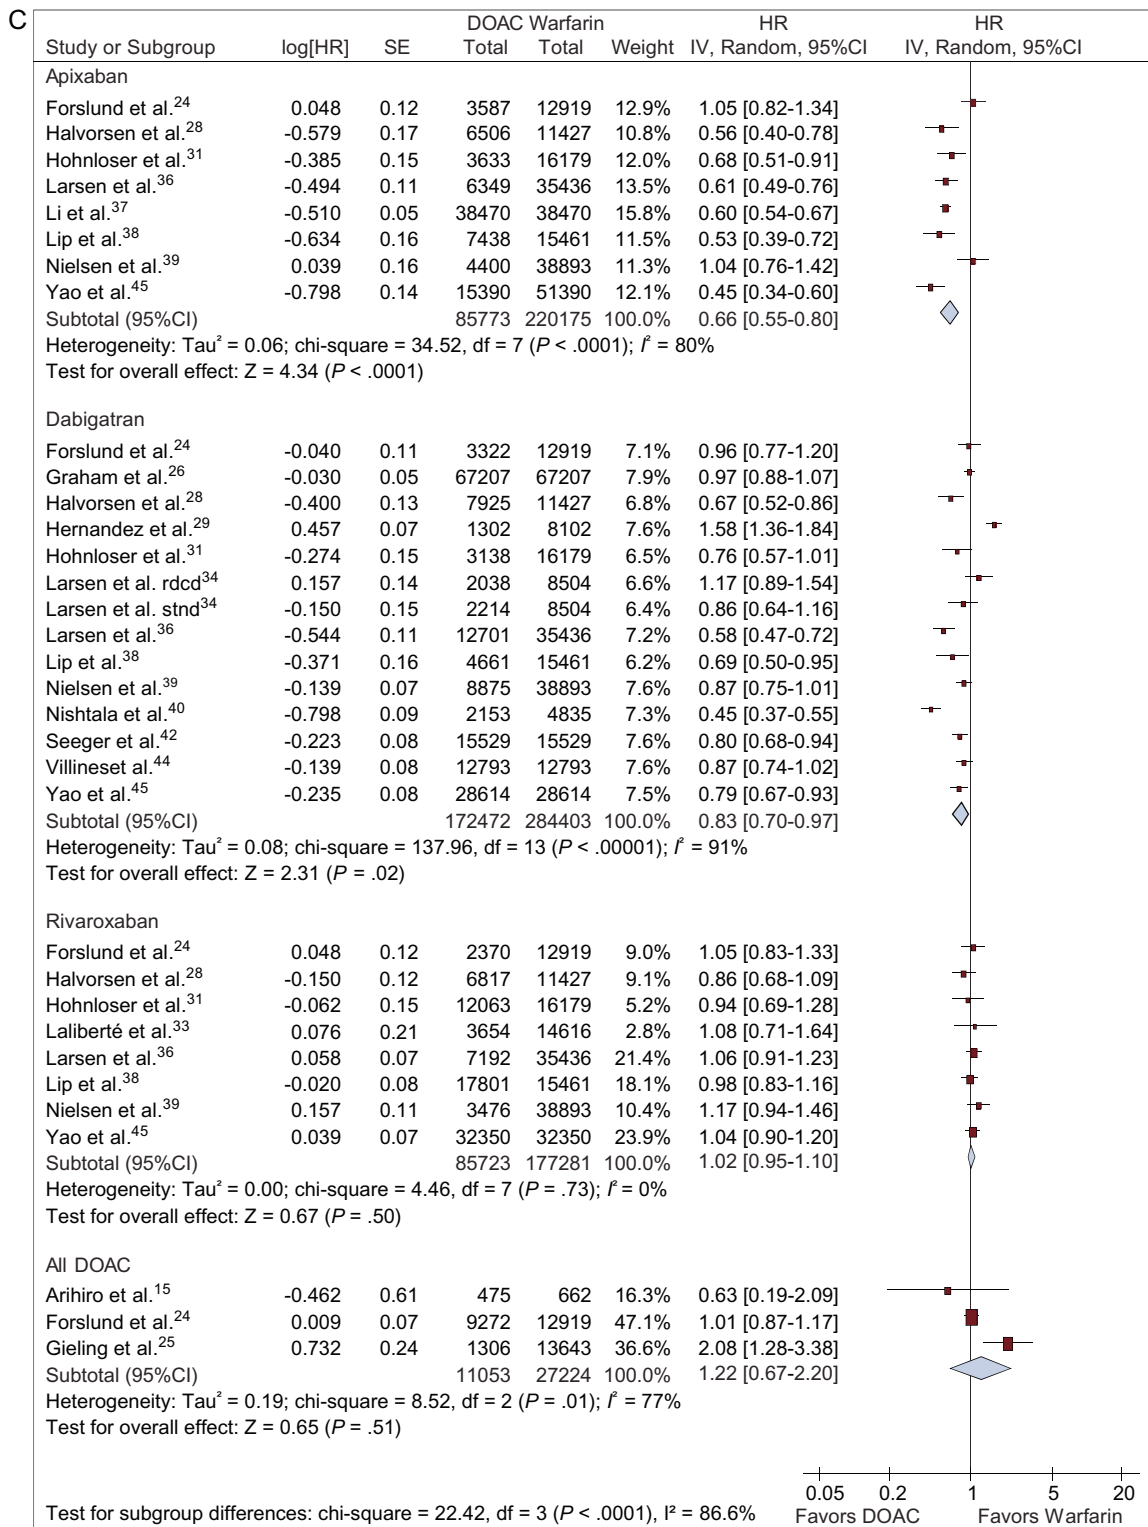 C
DOAC Warfarin HR HR
Study or Subgroup log[HR] SE Total Total Weight IV, Random, 95%CI IV, Random, 95%CI
Apixaban
Forslund et al.24 0.048 0.12 3587 12919 12.9% 1.05 [0.82-1.34]
Halvorsen et al.28 -0.579 0.17 6506 11427 10.8% 0.56 [0.40-0.78]
Hohnloser et al.31 -0.385 0.15 3633 16179 12.0% 0.68 [0.51-0.91]
Larsen et al.36 -0.494 0.11 6349 35436 13.5% 0.61 [0.49-0.76]
Li et al.37 -0.510 0.05 38470 38470 15.8% 0.60 [0.54-0.67]
Lip et al.38 -0.634 0.16 7438 15461 11.5% 0.53 [0.39-0.72]
Nielsen et al.39 0.039 0.16 4400 38893 11.3% 1.04 [0.76-1.42]
Yao et al.45 -0.798 0.14 15390 51390 12.1% 0.45 [0.34-0.60]
Subtotal (95%CI) 85773 220175 100.0% 0.66 [0.55-0.80]
Heterogeneity: Tau² = 0.06; chi-square = 34.52, df = 7 (P < .0001); I² = 80%
Test for overall effect: Z = 4.34 (P < .0001)
Dabigatran
Forslund et al.24 -0.040 0.11 3322 12919 7.1% 0.96 [0.77-1.20]
Graham et al.26 -0.030 0.05 67207 67207 7.9% 0.97 [0.88-1.07]
Halvorsen et al.28 -0.400 0.13 7925 11427 6.8% 0.67 [0.52-0.86]
Hernandez et al.29 0.457 0.07 1302 8102 7.6% 1.58 [1.36-1.84]
Hohnloser et al.31 -0.274 0.15 3138 16179 6.5% 0.76 [0.57-1.01]
Larsen et al. rdcd34 0.157 0.14 2038 8504 6.6% 1.17 [0.89-1.54]
Larsen et al. stnd34 -0.150 0.15 2214 8504 6.4% 0.86 [0.64-1.16]
Larsen et al.36 -0.544 0.11 12701 35436 7.2% 0.58 [0.47-0.72]
Lip et al.38 -0.371 0.16 4661 15461 6.2% 0.69 [0.50-0.95]
Nielsen et al.39 -0.139 0.07 8875 38893 7.6% 0.87 [0.75-1.01]
Nishtala et al.40 -0.798 0.09 2153 4835 7.3% 0.45 [0.37-0.55]
Seeger et al.42 -0.223 0.08 15529 15529 7.6% 0.80 [0.68-0.94]
Villineset al.44 -0.139 0.08 12793 12793 7.6% 0.87 [0.74-1.02]
Yao et al.45 -0.235 0.08 28614 28614 7.5% 0.79 [0.67-0.93]
Subtotal (95%CI) 172472 284403 100.0% 0.83 [0.70-0.97]
Heterogeneity: Tau² = 0.08; chi-square = 137.96, df = 13 (P < .00001); I² = 91%
Test for overall effect: Z = 2.31 (P = .02)
Rivaroxaban
Forslund et al.24 0.048 0.12 2370 12919 9.0% 1.05 [0.83-1.33]
Halvorsen et al.28 -0.150 0.12 6817 11427 9.1% 0.86 [0.68-1.09]
Hohnloser et al.31 -0.062 0.15 12063 16179 5.2% 0.94 [0.69-1.28]
Laliberté et al.33 0.076 0.21 3654 14616 2.8% 1.08 [0.71-1.64]
Larsen et al.36 0.058 0.07 7192 35436 21.4% 1.06 [0.91-1.23]
Lip et al.38 -0.020 0.08 17801 15461 18.1% 0.98 [0.83-1.16]
Nielsen et al.39 0.157 0.11 3476 38893 10.4% 1.17 [0.94-1.46]
Yao et al.45 0.039 0.07 32350 32350 23.9% 1.04 [0.90-1.20]
Subtotal (95%CI) 85723 177281 100.0% 1.02 [0.95-1.10]
Heterogeneity: Tau² = 0.00; chi-square = 4.46, df = 7 (P = .73); I² = 0%
Test for overall effect: Z = 0.67 (P = .50)
All DOAC
Arihiro et al.15 -0.462 0.61 475 662 16.3% 0.63 [0.19-2.09]
Forslund et al.24 0.009 0.07 9272 12919 47.1% 1.01 [0.87-1.17]
Gieling et al.25 0.732 0.24 1306 13643 36.6% 2.08 [1.28-3.38]
Subtotal (95%CI) 11053 27224 100.0% 1.22 [0.67-2.20]
Heterogeneity: Tau² = 0.19; chi-square = 8.52, df = 2 (P = .01); I² = 77%
Test for overall effect: Z = 0.65 (P = .51)
0.05 0.2 1 5 20
Test for subgroup differences: chi-square = 22.42, df = 3 (P < .0001), I² = 86.6% Favors DOAC Favors Warfarin